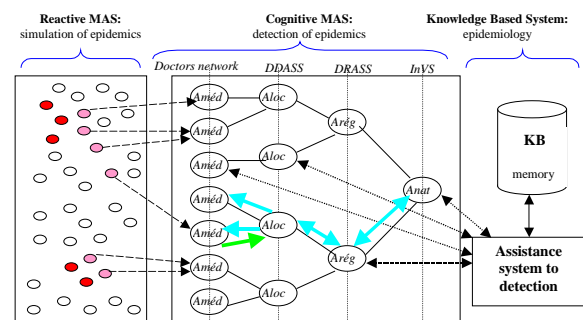 Reactive MAS:
simulation of epidemics
Cognitive MAS:
detection of epidemics
Knowledge Based System:
epidemiology
Doctors network
DDASS
DRASS
InVS
Améd
Améd
Améd
Améd
Améd
Améd
Améd
Aloc
Aloc
Aloc
Aloc
Arég
Arég
Anat
KB
memory
Assistance
system to
detection